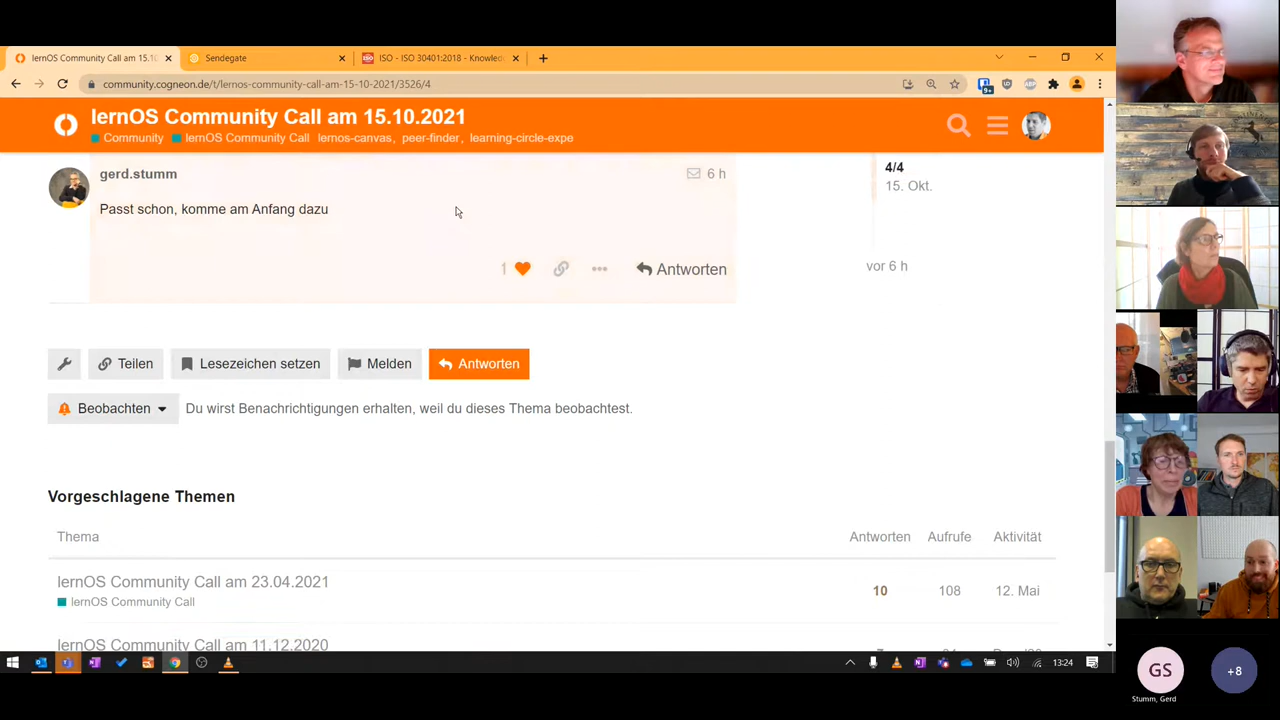 lernOS Community Call am 15.10
Sendegate
ISO - ISO 30401:2018 - Knowled
community.cogneon.de/t/lernos-community-call-am-15-10-2021/3526/4
9+
lernOS Community Call am 15.10.2021
Community lernOS Community Call lernos-canvas, peer-finder, learning-circle-expe
gerd.stumm
6 h
Passt schon, komme am Anfang dazu
1
Antworten
4/4
15. Okt.
vor 6 h
Teilen
Lesezeichen setzen
Melden
Antworten
Beobachten
Du wirst Benachrichtigungen erhalten, weil du dieses Thema beobachtest.
Vorgeschlagene Themen
Thema Antworten Aufrufe Aktivität
lernOS Community Call am 23.04.2021
lernOS Community Call
10 108 12. Mai
lernOS Community Call am 11.12.2020
13:24
GS
Stumm, Gerd
+8